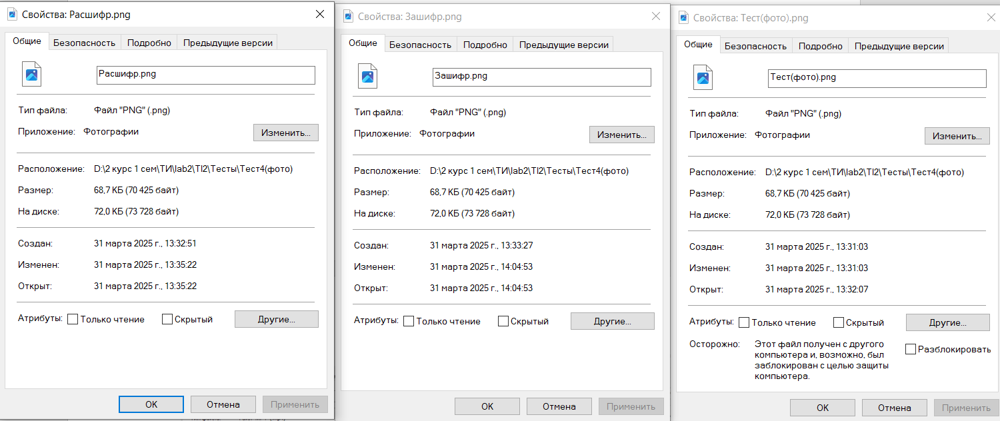 Свойства: Расшифр.png
Общие
Безопасность
Подробно
Предыдущие версии
Расшифр.png
Тип файла: Файл "PNG" (.png)
Приложение: Фотографии
Изменить...
Расположение: D:\2 курс 1 сем\ТИ\lab2\TI2\Тесты\Тест4(фото)
Размер: 68,7 КБ (70 425 байт)
На диске: 72,0 КБ (73 728 байт)
Создан: 31 марта 2025 г., 13:32:51
Изменен: 31 марта 2025 г., 13:35:22
Открыт: 31 марта 2025 г., 13:35:22
Атрибуты: Только чтение Скрытый
Другие...
ОК
Отмена
Применить
Свойства: Зашифр.png
Общие
Безопасность
Подробно
Предыдущие версии
Зашифр.png
Тип файла: Файл "PNG" (.png)
Приложение: Фотографии
Изменить...
Расположение: D:\2 курс 1 сем\ТИ\lab2\TI2\Тесты\Тест4(фото)
Размер: 68,7 КБ (70 425 байт)
На диске: 72,0 КБ (73 728 байт)
Создан: 31 марта 2025 г., 13:33:27
Изменен: 31 марта 2025 г., 14:04:53
Открыт: 31 марта 2025 г., 14:04:53
Атрибуты: Только чтение Скрытый
Другие...
ОК
Отмена
Применить
Свойства: Тест(фото).png
Общие
Безопасность
Подробно
Предыдущие версии
Тест(фото).png
Тип файла: Файл "PNG" (.png)
Приложение: Фотографии
Изменить...
Расположение: D:\2 курс 1 сем\ТИ\lab2\TI2\Тесты\Тест4(фото)
Размер: 68,7 КБ (70 425 байт)
На диске: 72,0 КБ (73 728 байт)
Создан: 31 марта 2025 г., 13:31:03
Изменен: 31 марта 2025 г., 13:31:03
Открыт: 31 марта 2025 г., 13:32:07
Атрибуты: Только чтение Скрытый
Другие...
Осторожно: Этот файл получен с другого
компьютера и, возможно, был
заблокирован с целью защиты
компьютера.
Разблокировать
ОК
Отмена
Применить